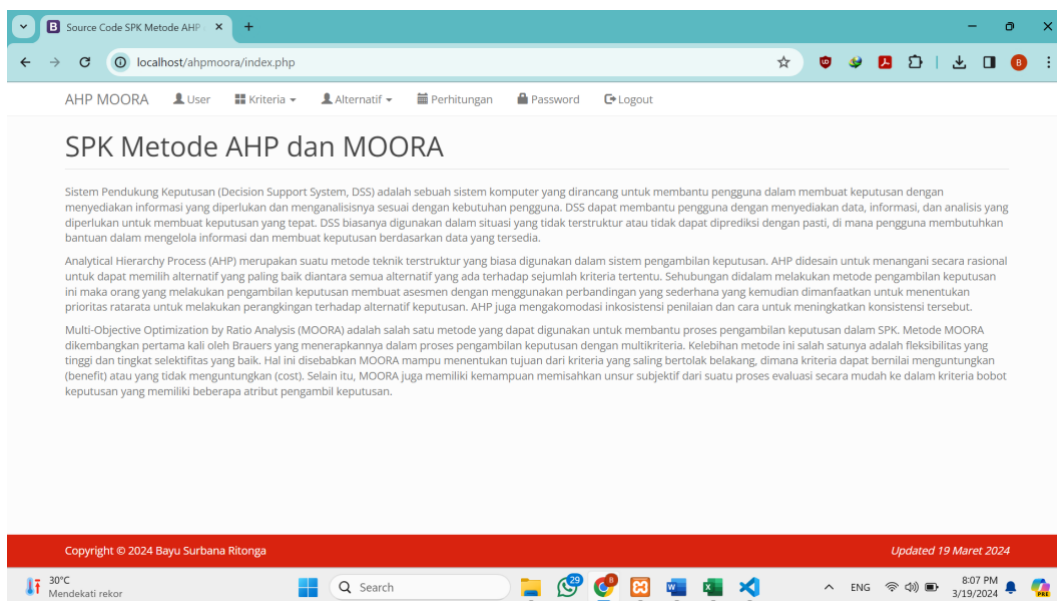 Source Code SPK Metode AHP
localhost/ahpmoora/index.php
B
AHP MOORA User Kriteria Alternatif Perhitungan Password Logout
SPK Metode AHP dan MOORA
Sistem Pendukung Keputusan (Decision Support System, DSS) adalah sebuah sistem komputer yang dirancang untuk membantu pengguna dalam membuat keputusan dengan
menyediakan informasi yang diperlukan dan menganalisisnya sesuai dengan kebutuhan pengguna. DSS dapat membantu pengguna dengan menyediakan data, informasi, dan analisis yang
diperlukan untuk membuat keputusan yang tepat. DSS biasanya digunakan dalam situasi yang tidak terstruktur atau tidak dapat diprediksi dengan pasti, di mana pengguna membutuhkan
bantuan dalam mengelola informasi dan membuat keputusan berdasarkan data yang tersedia.
Analytical Hierarchy Process (AHP) merupakan suatu metode teknik terstruktur yang biasa digunakan dalam sistem pengambilan keputusan. AHP didesain untuk menangani secara rasional
untuk dapat memilih alternatif yang paling baik diantara semua alternatif yang ada terhadap sejumlah kriteria tertentu. Sehubungan didalam melakukan metode pengambilan keputusan
ini maka orang yang melakukan pengambilan keputusan membuat asesmen dengan menggunakan perbandingan yang sederhana yang kemudian dimanfaatkan untuk menentukan
prioritas ratarata untuk melakukan perangkingan terhadap alternatif keputusan. AHP juga mengakomodasi inkosistensi penilaian dan cara untuk meningkatkan konsistensi tersebut.
Multi-Objective Optimization by Ratio Analysis (MOORA) adalah salah satu metode yang dapat digunakan untuk membantu proses pengambilan keputusan dalam SPK. Metode MOORA
dikembangkan pertama kali oleh Brauers yang menerapkannya dalam proses pengambilan keputusan dengan multikriteria. Kelebihan metode ini salah satunya adalah fleksibilitas yang
tinggi dan tingkat selektifitas yang baik. Hal ini disebabkan MOORA mampu menentukan tujuan dari kriteria yang saling bertolak belakang, dimana kriteria dapat bernilai menguntungkan
(benefit) atau yang tidak menguntungkan (cost). Selain itu, MOORA juga memiliki kemampuan memisahkan unsur subjektif dari suatu proses evaluasi secara mudah ke dalam kriteria bobot
keputusan yang memiliki beberapa atribut pengambil keputusan.
Copyright © 2024 Bayu Surbana Ritonga Updated 19 Maret 2024
30°C
Mendekati rekor
Search
29
ENG
8:07 PM
3/19/2024
PRE